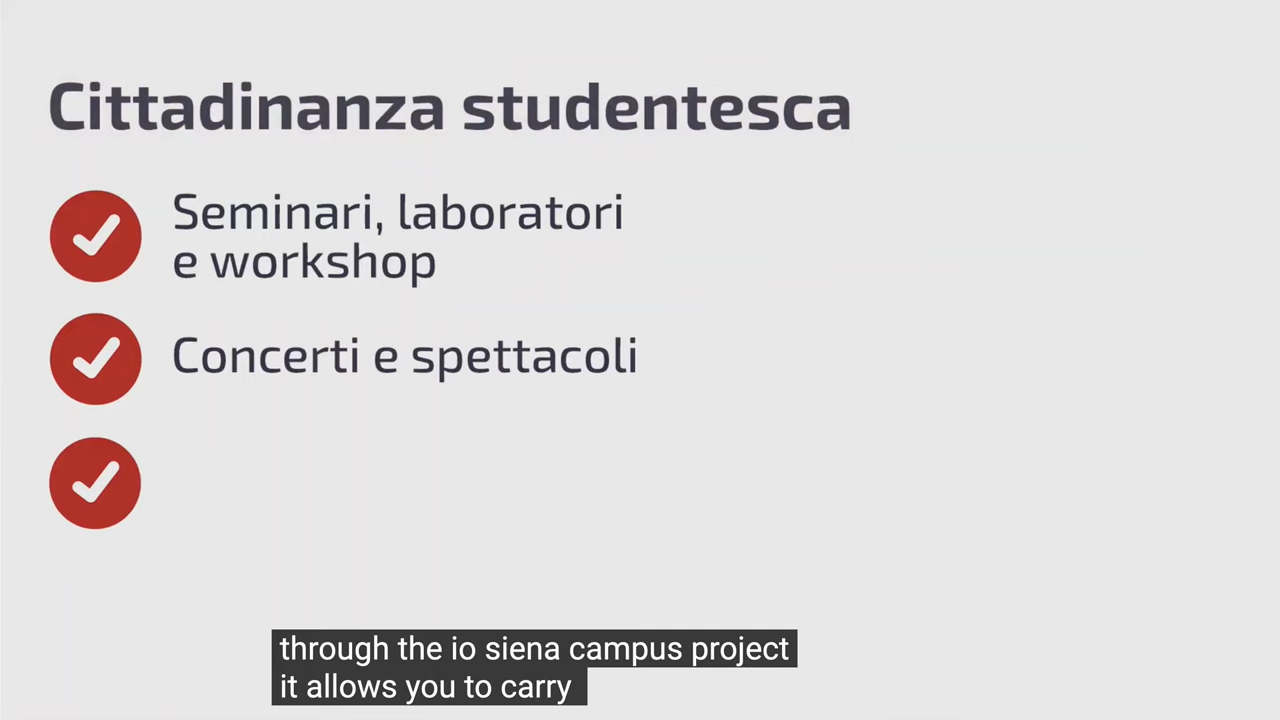 Cittadinanza studentesca
Seminari, laboratori
e workshop
Concerti e spettacoli
through the io siena campus project
it allows you to carry